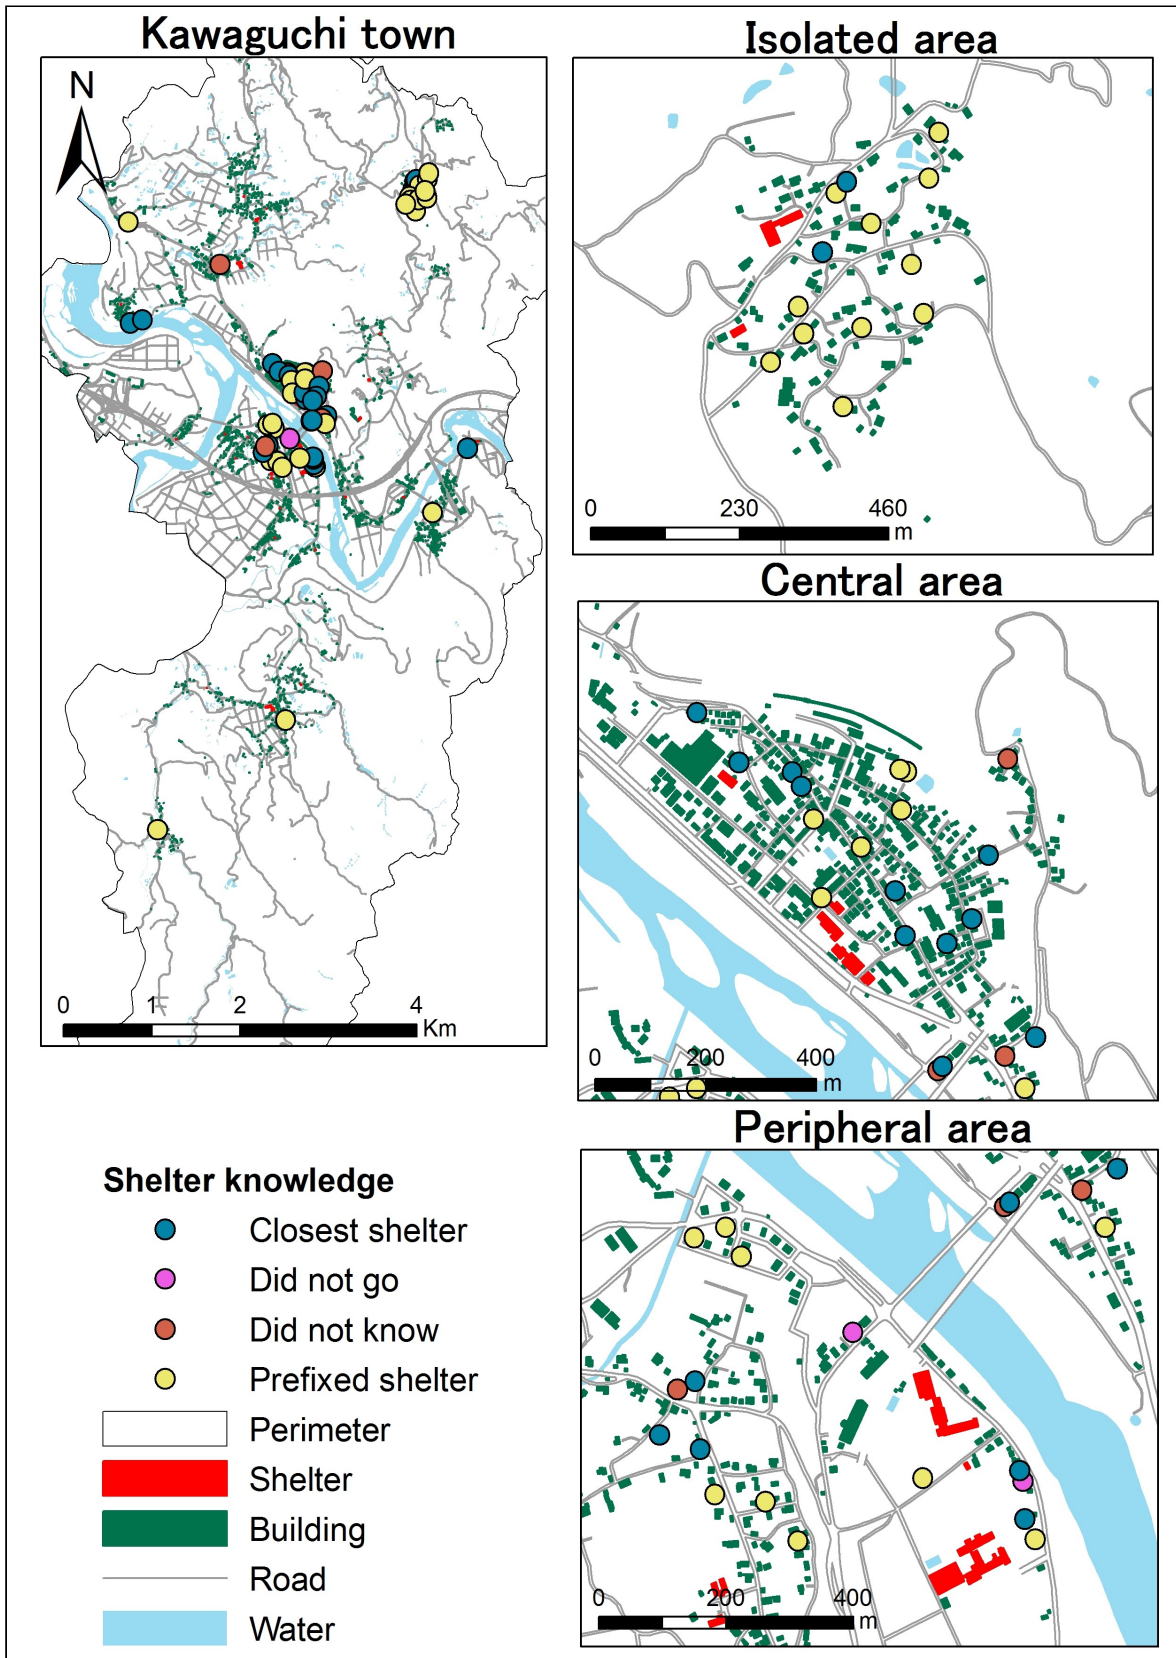 Kawaguchi town
N
0 1 2 4
Km
Isolated area
0 230 460
m
Central area
0 200 400
m
Peripheral area
0 200 400
m
Shelter knowledge
Closest shelter
Did not go
Did not know
Prefixed shelter
Perimeter
Shelter
Building
Road
Water